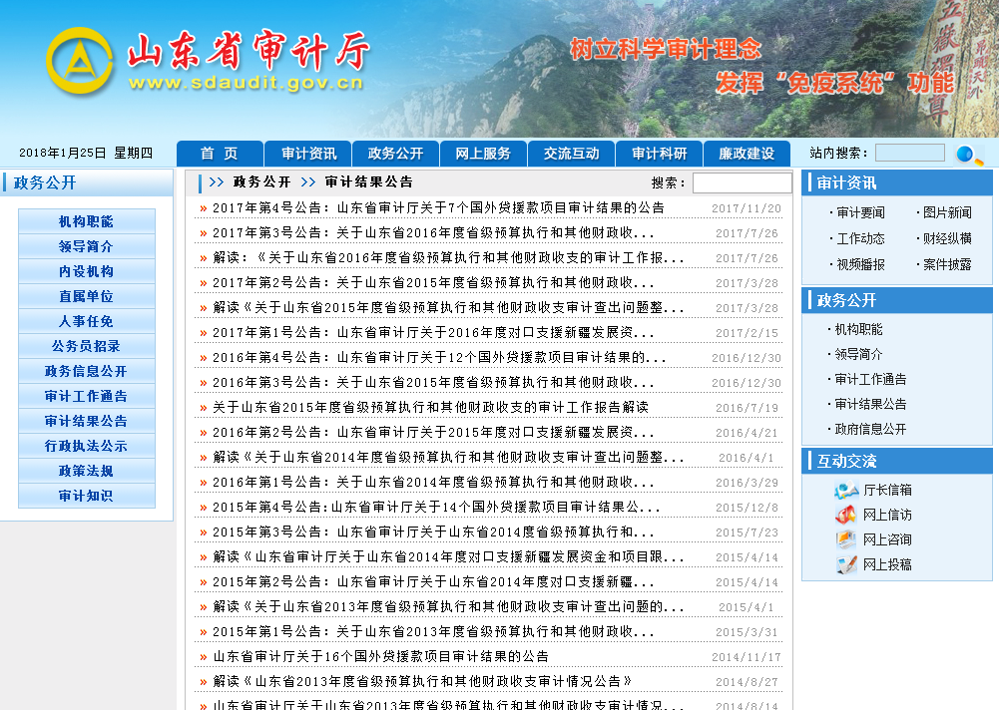 山东省审计厅
www.sdaudit.gov.cn
树立科学审计理念
发挥“免疫系统”功能
2018年1月25日 星期四
首 页 审计资讯 政务公开 网上服务 交流互动 审计科研 廉政建设
站内搜索：
政务公开
机构职能
领导简介
内设机构
直属单位
人事任免
公务员招录
政务信息公开
审计工作通告
审计结果公告
行政执法公示
政策法规
审计知识
>> 政务公开 >> 审计结果公告 搜索：
» 2017年第4号公告：山东省审计厅关于7个国外贷援款项目审计结果的公告 2017/11/20
» 2017年第3号公告：关于山东省2016年度省级预算执行和其他财政收... 2017/7/26
» 解读：《关于山东省2016年度省级预算执行和其他财政收支的审计工作报... 2017/7/26
» 2017年第2号公告：关于山东省2015年度省级预算执行和其他财政收... 2017/3/28
» 解读《关于山东省2015年度省级预算执行和其他财政收支审计查出问题整... 2017/3/28
» 2017年第1号公告：山东省审计厅关于2016年度对口支援新疆发展资... 2017/2/15
» 2016年第4号公告：山东省审计厅关于12个国外贷援款项目审计结果的... 2016/12/30
» 2016年第3号公告：关于山东省2015年度省级预算执行和其他财政收... 2016/12/30
» 关于山东省2015年度省级预算执行和其他财政收支的审计工作报告解读 2016/7/19
» 2016年第2号公告：山东省审计厅关于2015年度对口支援新疆发展资... 2016/4/21
» 解读《关于山东省2014年度省级预算执行和其他财政收支审计查出问题整... 2016/4/1
» 2016年第1号公告：关于山东省2014年度省级预算执行和其他财政收... 2016/3/29
» 2015年第4号公告:山东省审计厅关于14个国外贷援款项目审计结果公... 2015/12/8
» 2015年第3号公告：山东省审计厅关于山东省2014省度省级预算执行和... 2015/7/23
» 解读《山东省审计厅关于山东省2014年度对口支援新疆发展资金和项目跟... 2015/4/14
» 2015年第2号公告：山东省审计厅关于山东省2014年度对口支援新疆... 2015/4/14
» 解读《关于山东省2013年度省级预算执行和其他财政收支审计查出问题的... 2015/4/1
» 2015年第1号公告：关于山东省2013年度省级预算执行和其他财政收... 2015/3/31
» 山东省审计厅关于16个国外贷援款项目审计结果的公告 2014/11/17
» 解读《山东省2013年度省级预算执行和其他财政收支审计情况公告》 2014/8/27
» 山东省审计厅关于山东省2013年度省级预算执行和其他财政收支审计情况... 2014/8/14
审计资讯
·审计要闻 ·图片新闻
·工作动态 ·财经纵横
·视频播报 ·案件披露
政务公开
·机构职能
·领导简介
·审计工作通告
·审计结果公告
·政府信息公开
互动交流
厅长信箱
网上信访
网上咨询
网上投稿